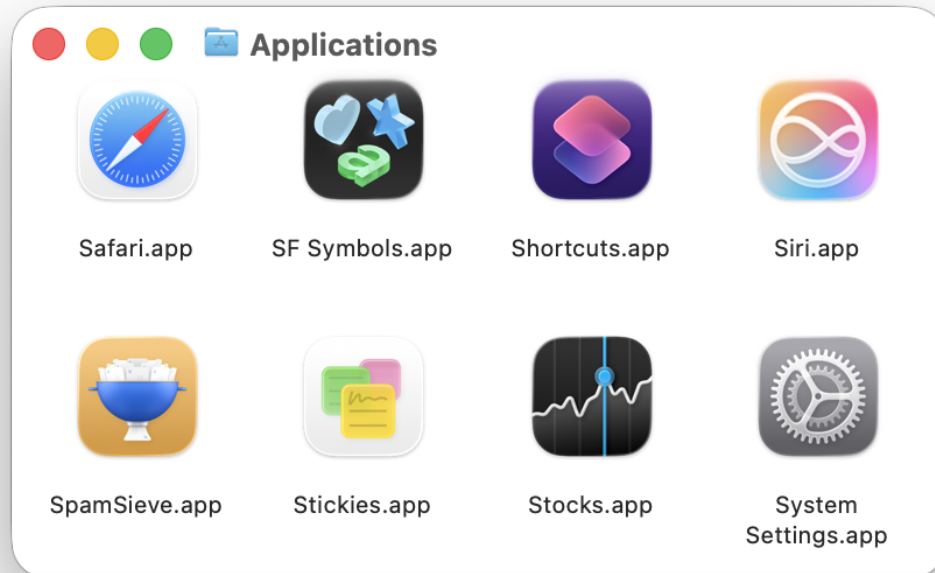 Applications
Safari.app
SF Symbols.app
Shortcuts.app
Siri.app
SpamSieve.app
Stickies.app
Stocks.app
System
Settings.app